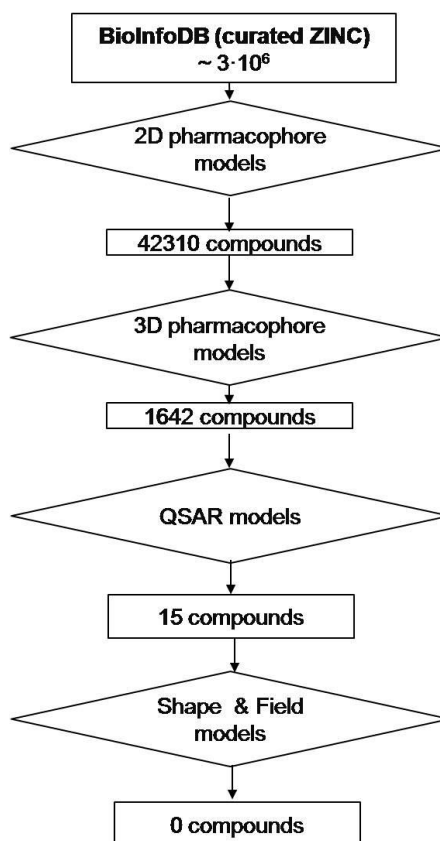 BioInfoDB (curated ZINC)
~ 3·10⁶
2D pharmacophore
models
42310 compounds
3D pharmacophore
models
1642 compounds
QSAR models
15 compounds
Shape & Field
models
0 compounds